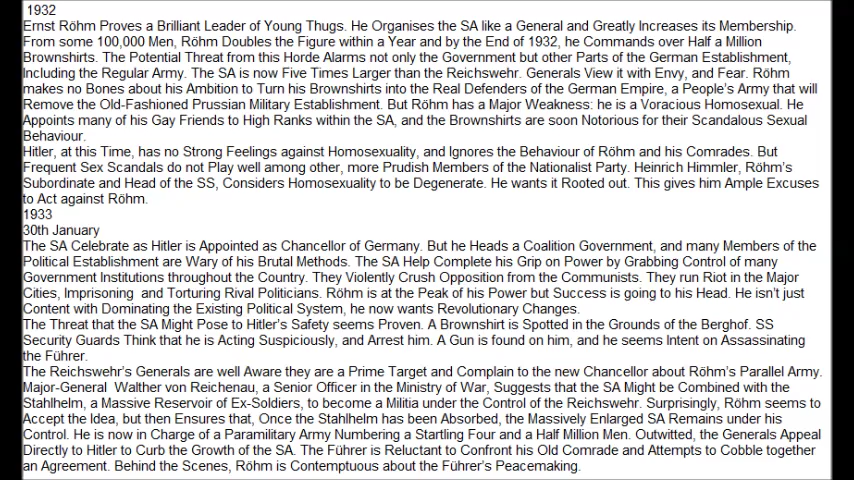 1932
Ernst Röhm Proves a Brilliant Leader of Young Thugs. He Organises the SA like a General and Greatly Increases its Membership.
From some 100,000 Men, Röhm Doubles the Figure within a Year and by the End of 1932, he Commands over Half a Million
Brownshirts. The Potential Threat from this Horde Alarms not only the Government but other Parts of the German Establishment,
Including the Regular Army. The SA is now Five Times Larger than the Reichswehr. Generals View it with Envy, and Fear. Röhm
makes no Bones about his Ambition to Turn his Brownshirts into the Real Defenders of the German Empire, a People's Army that will
Remove the Old-Fashioned Prussian Military Establishment. But Röhm has a Major Weakness: he is a Voracious Homosexual. He
Appoints many of his Gay Friends to High Ranks within the SA, and the Brownshirts are soon Notorious for their Scandalous Sexual
Behaviour.
Hitler, at this Time, has no Strong Feelings against Homosexuality, and Ignores the Behaviour of Röhm and his Comrades. But
Frequent Sex Scandals do not Play well among other, more Prudish Members of the Nationalist Party. Heinrich Himmler, Röhm's
Subordinate and Head of the SS, Considers Homosexuality to be Degenerate. He wants it Rooted out. This gives him Ample Excuses
to Act against Röhm.
1933
30th January
The SA Celebrate as Hitler is Appointed as Chancellor of Germany. But he Heads a Coalition Government, and many Members of the
Political Establishment are Wary of his Brutal Methods. The SA Help Complete his Grip on Power by Grabbing Control of many
Government Institutions throughout the Country. They Violently Crush Opposition from the Communists. They run Riot in the Major
Cities, Imprisoning  and Torturing Rival Politicians. Röhm is at the Peak of his Power but Success is going to his Head. He isn't just
Content with Dominating the Existing Political System, he now wants Revolutionary Changes.
The Threat that the SA Might Pose to Hitler's Safety seems Proven. A Brownshirt is Spotted in the Grounds of the Berghof. SS
Security Guards Think that he is Acting Suspiciously, and Arrest him. A Gun is found on him, and he seems Intent on Assassinating
the Führer.
The Reichswehr's Generals are well Aware they are a Prime Target and Complain to the new Chancellor about Röhm's Parallel Army.
Major-General  Walther von Reichenau, a Senior Officer in the Ministry of War, Suggests that the SA Might be Combined with the
Stahlhelm, a Massive Reservoir of Ex-Soldiers, to become a Militia under the Control of the Reichswehr. Surprisingly, Röhm seems to
Accept the Idea, but then Ensures that, Once the Stahlhelm has been Absorbed, the Massively Enlarged SA Remains under his
Control. He is now in Charge of a Paramilitary Army Numbering a Startling Four and a Half Million Men. Outwitted, the Generals Appeal
Directly to Hitler to Curb the Growth of the SA. The Führer is Reluctant to Confront his Old Comrade and Attempts to Cobble together
an Agreement. Behind the Scenes, Röhm is Contemptuous about the Führer's Peacemaking.